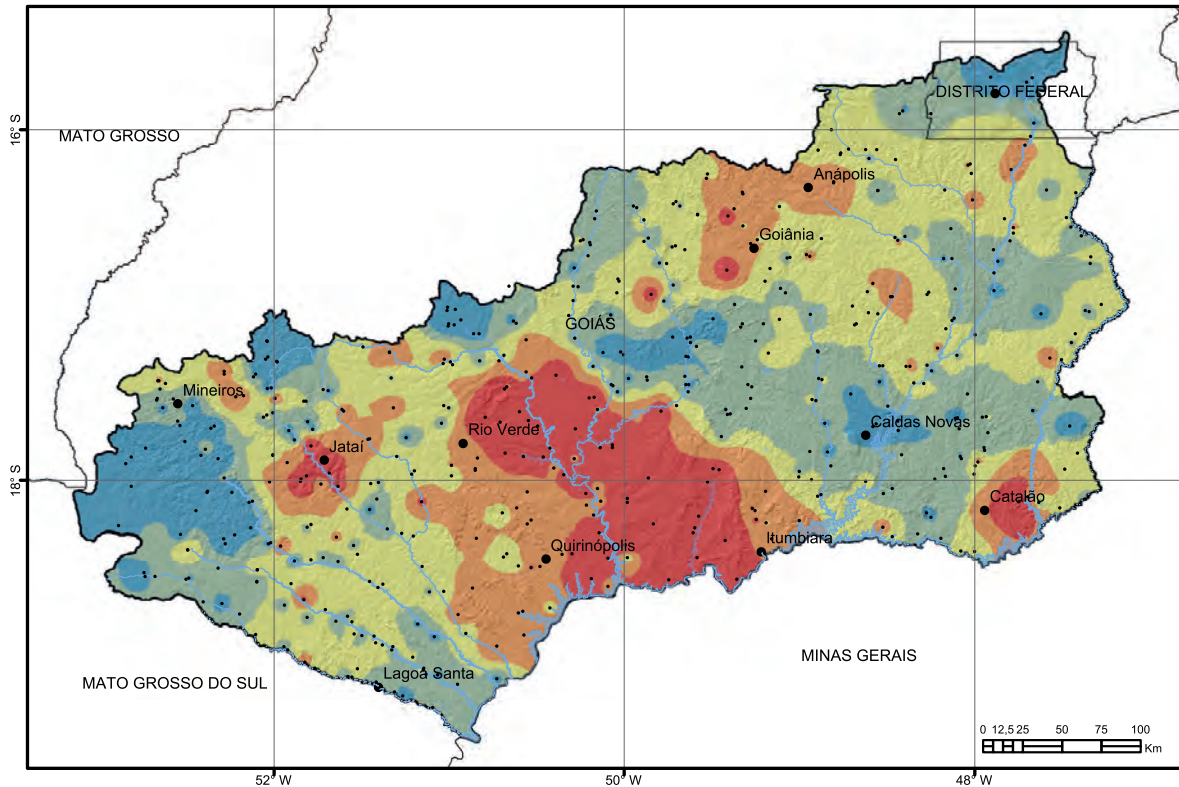 DISTRITO FEDERAL
16° S
MATO GROSSO
Anápolis
Goiânia
GOIÁS
Mineiros
Caldas Novas
Rio Verde
Jataí
18° S
Catalão
Itumbiara
Quirinópolis
MINAS GERAIS
Lagoa Santa
MATO GROSSO DO SUL
0 12,5 25 50 75 100
Km
52° W 50° W 48° W